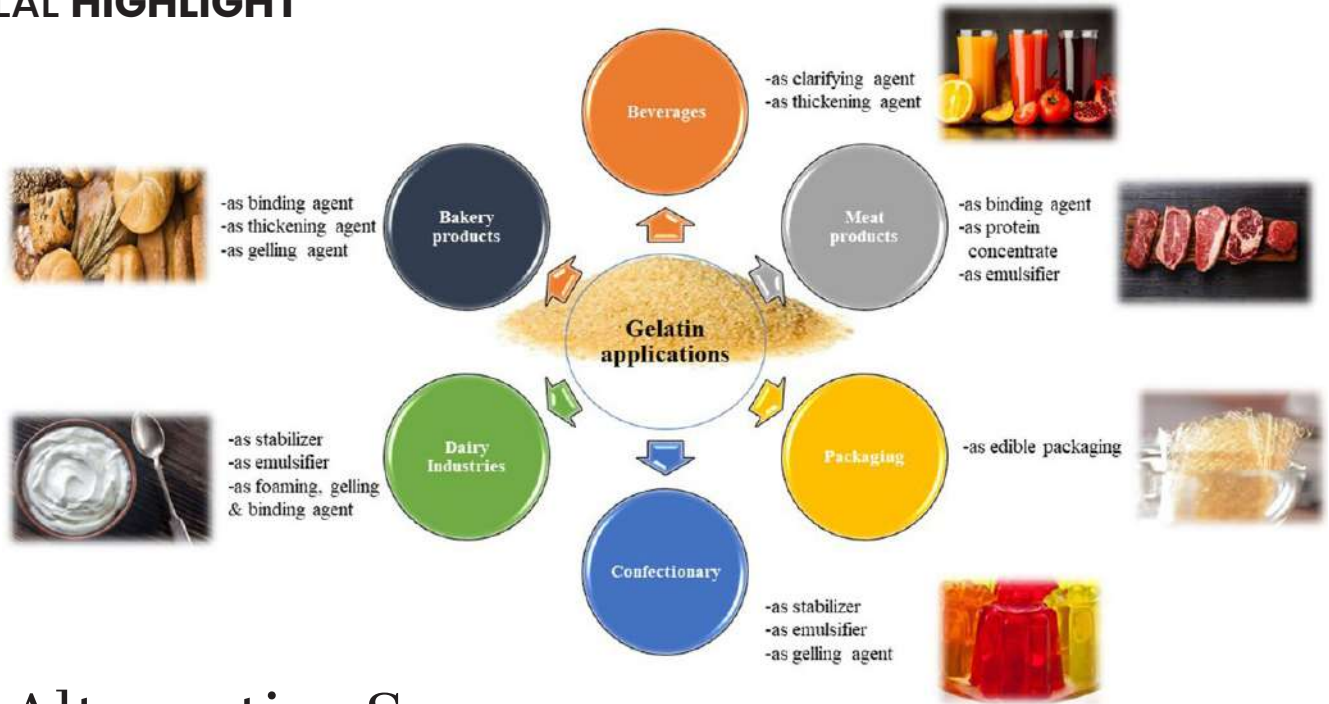 LAL HIGHLIGHT
Beverages
-as clarifying agent
-as thickening agent
Bakery
products
-as binding agent
-as thickening agent
-as gelling agent
Meat
products
-as binding agent
-as protein
concentrate
-as emulsifier
Gelatin
applications
Dairy
Industries
-as stabilizer
-as emulsifier
-as foaming, gelling
& binding agent
Packaging
-as edible packaging
Confectionary
-as stabilizer
-as emulsifier
-as gelling agent